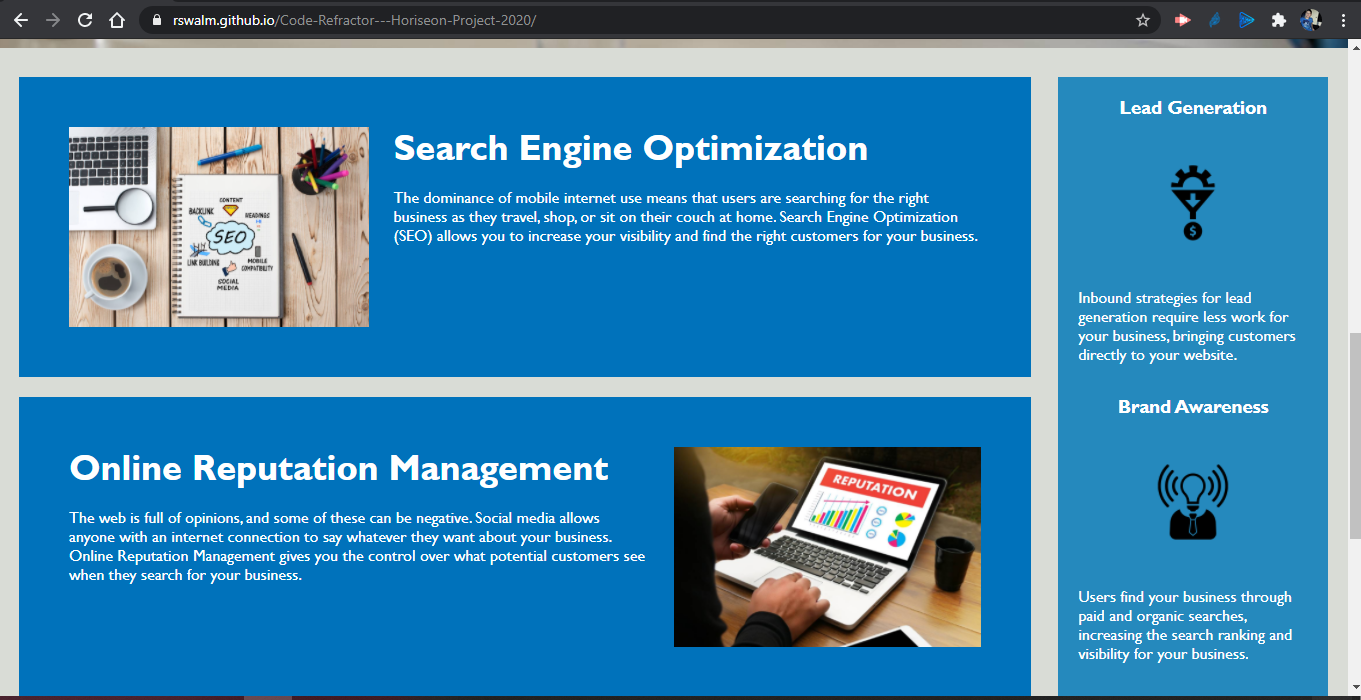 rswalm.github.io/Code-Refractor---Horiseon-Project-2020/
Search Engine Optimization
The dominance of mobile internet use means that users are searching for the right
business as they travel, shop, or sit on their couch at home. Search Engine Optimization
(SEO) allows you to increase your visibility and find the right customers for your business.
CONTENT
BACKLINK
HEADINGS
SEO
LINK BUILDING
MOBILE
COMPATIBILITY
SOCIAL
MEDIA
Online Reputation Management
The web is full of opinions, and some of these can be negative. Social media allows
anyone with an internet connection to say whatever they want about your business.
Online Reputation Management gives you the control over what potential customers see
when they search for your business.
REPUTATION
Lead Generation
$
Inbound strategies for lead
generation require less work for
your business, bringing customers
directly to your website.
Brand Awareness
Users find your business through
paid and organic searches,
increasing the search ranking and
visibility for your business.